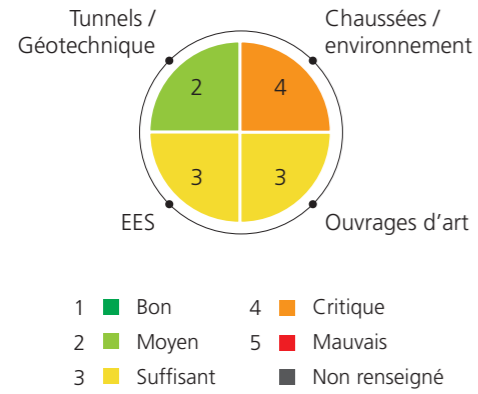 Tunnels /
Géotechnique
Chaussées /
environnement
2
4
3
3
EES
Ouvrages d’art
1 Bon
4 Critique
2 Moyen
5 Mauvais
3 Suffisant
Non renseigné